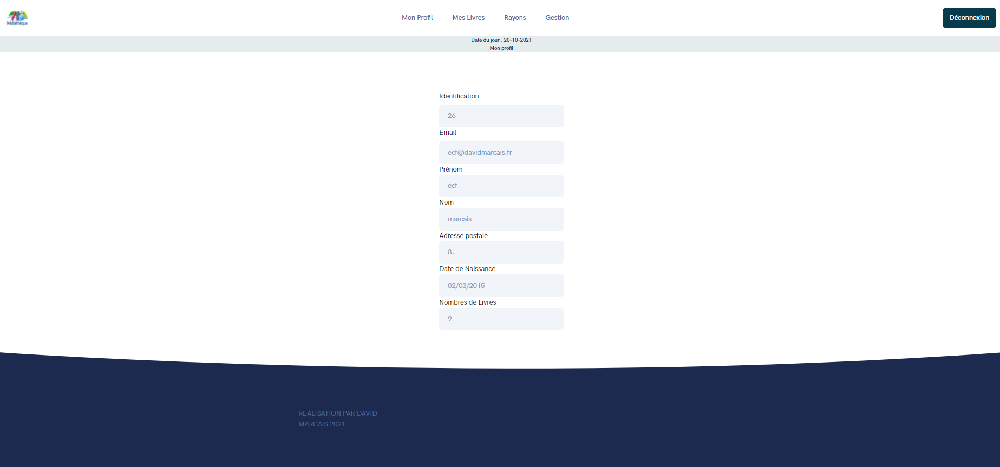 Médiathèque
Mon Profil
Mes Livres
Rayons
Gestion
Déconnexion
Date du jour : 20-10-2021
Mon profil
Identification
26
Email
ecf@davidmarcais.fr
Prénom
ecf
Nom
marcais
Adresse postale
8,
Date de Naissance
02/03/2015
Nombres de Livres
9
REALISATION PAR DAVID
MARCAIS 2021